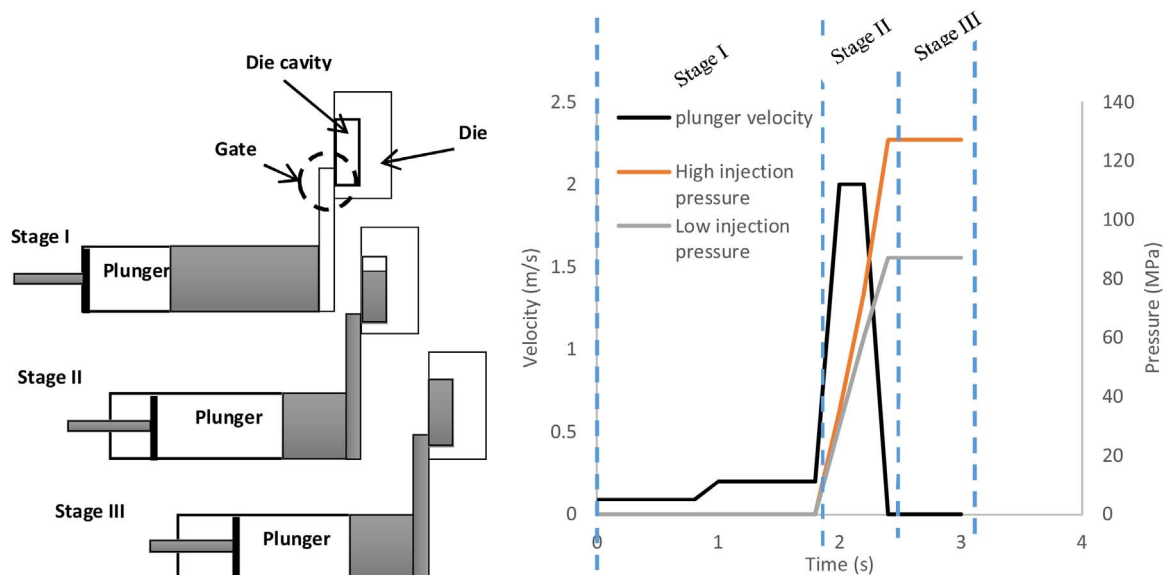 Die cavity
Die
Gate
Stage I
Plunger
Stage II
Plunger
Stage III
Plunger
Stage I
Stage II
Stage III
plunger velocity
High injection
pressure
Low injection
pressure
Velocity (m/s)
2.5
2
1.5
1
0.5
0
140
120
100
80
60
40
20
0
Pressure (MPa)
0
1
2
3
4
Time (s)